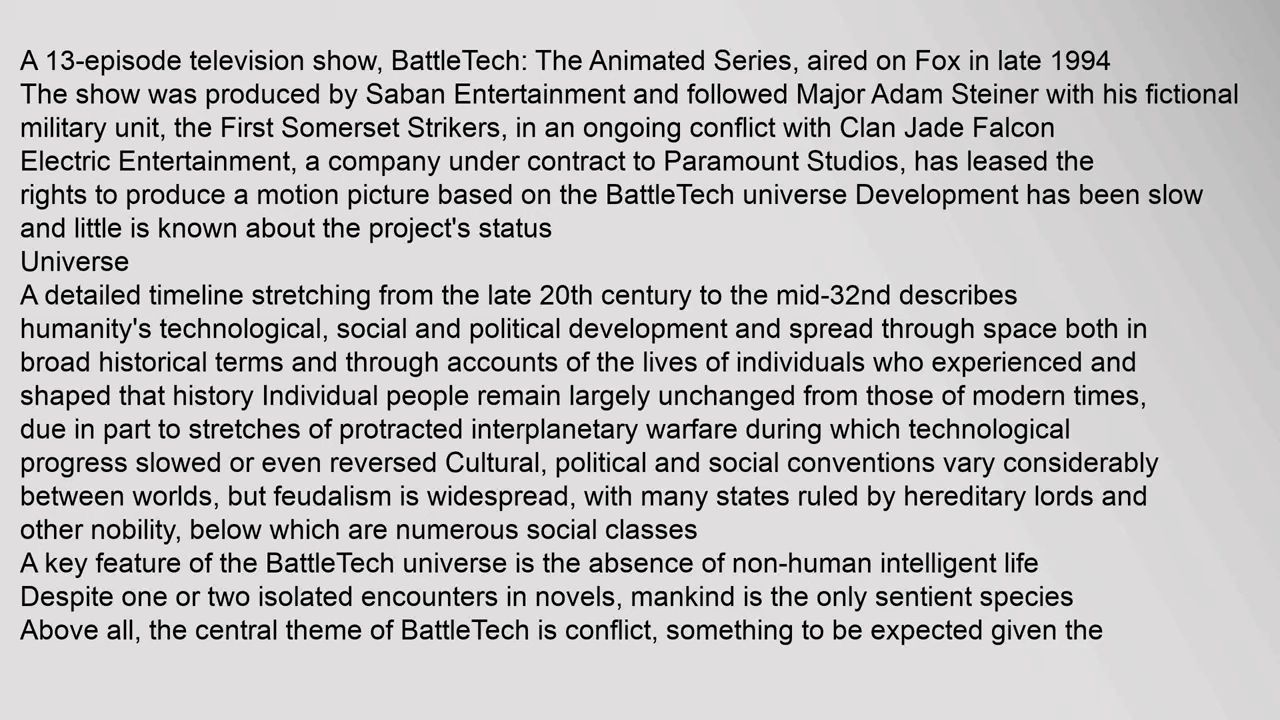 A 13-episode television show, BattleTech: The Animated Series, aired on Fox in late 1994
The show was produced by Saban Entertainment and followed Major Adam Steiner with his fictional
military unit, the First Somerset Strikers, in an ongoing conflict with Clan Jade Falcon
Electric Entertainment, a company under contract to Paramount Studios, has leased the
rights to produce a motion picture based on the BattleTech universe Development has been slow
and little is known about the project's status
Universe
A detailed timeline stretching from the late 20th century to the mid-32nd describes
humanity's technological, social and political development and spread through space both in
broad historical terms and through accounts of the lives of individuals who experienced and
shaped that history Individual people remain largely unchanged from those of modern times,
due in part to stretches of protracted interplanetary warfare during which technological
progress slowed or even reversed Cultural, political and social conventions vary considerably
between worlds, but feudalism is widespread, with many states ruled by hereditary lords and
other nobility, below which are numerous social classes
A key feature of the BattleTech universe is the absence of non-human intelligent life
Despite one or two isolated encounters in novels, mankind is the only sentient species
Above all, the central theme of BattleTech is conflict, something to be expected given the